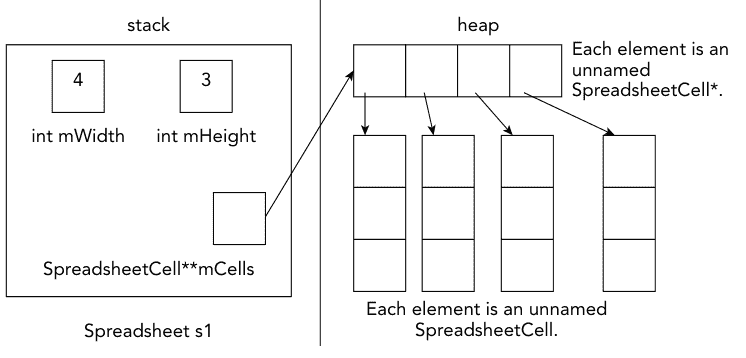 stack
heap
4
3
int mWidth
int mHeight
SpreadsheetCell**mCells
Spreadsheet s1
Each element is an
unnamed
SpreadsheetCell*.
Each element is an unnamed
SpreadsheetCell.